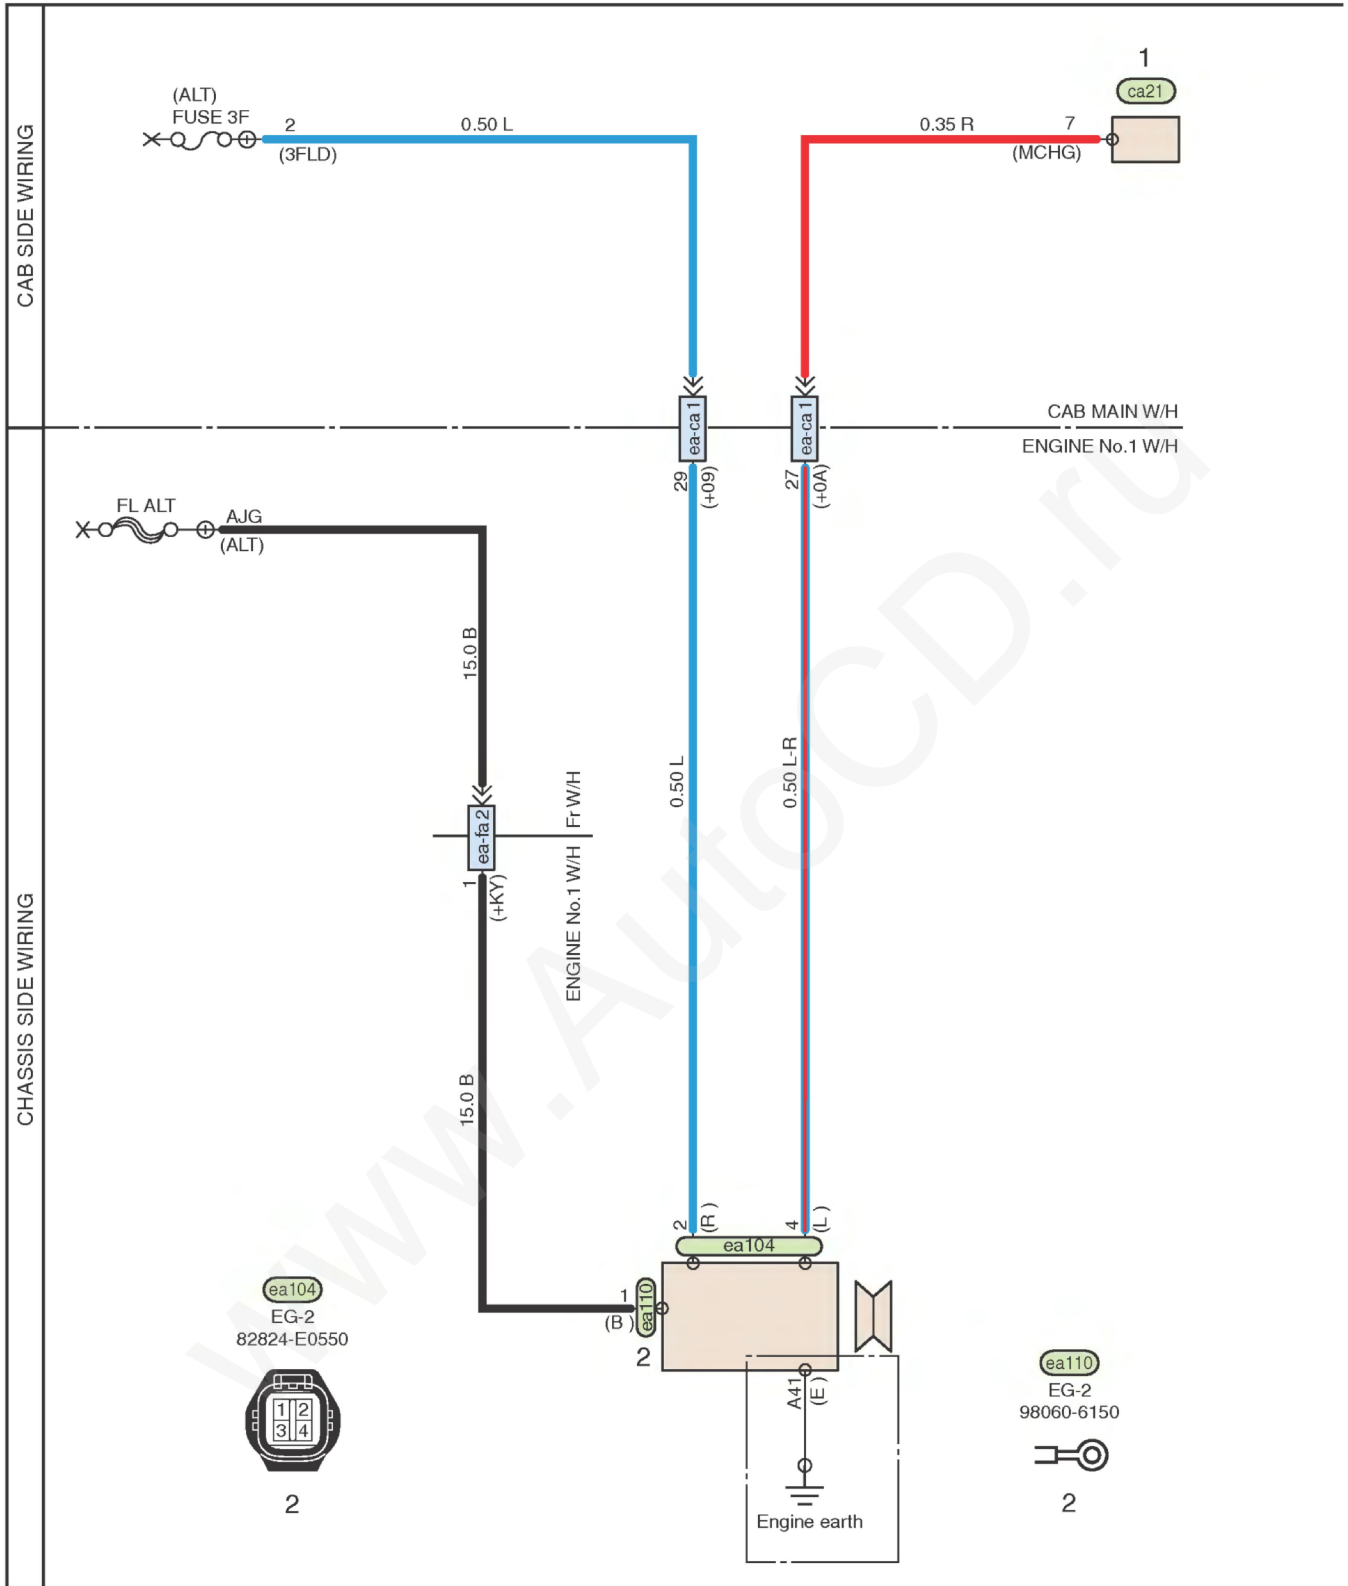 CAB SIDE WIRING
(ALT)
FUSE 3F
2
(3FLD)
0.50 L
0.35 R
7
(MCHG)
1
ca21
ea-ca 1
ea-ca 1
CAB MAIN W/H
ENGINE No.1 W/H
29
(+09)
27
(+0A)
CHASSIS SIDE WIRING
FL ALT
AJG
(ALT)
15.0 B
ea-fa 2
Fr W/H
ENGINE No.1 W/H
1
(+KY)
0.50 L
0.50 L-R
15.0 B
2
(R )
4
(L )
ea104
1
(B )
ea110
2
A41
(E )
Engine earth
ea104
EG-2
82824-E0550
1 2
3 4
2
ea110
EG-2
98060-6150
2
www.AutoCD.ru